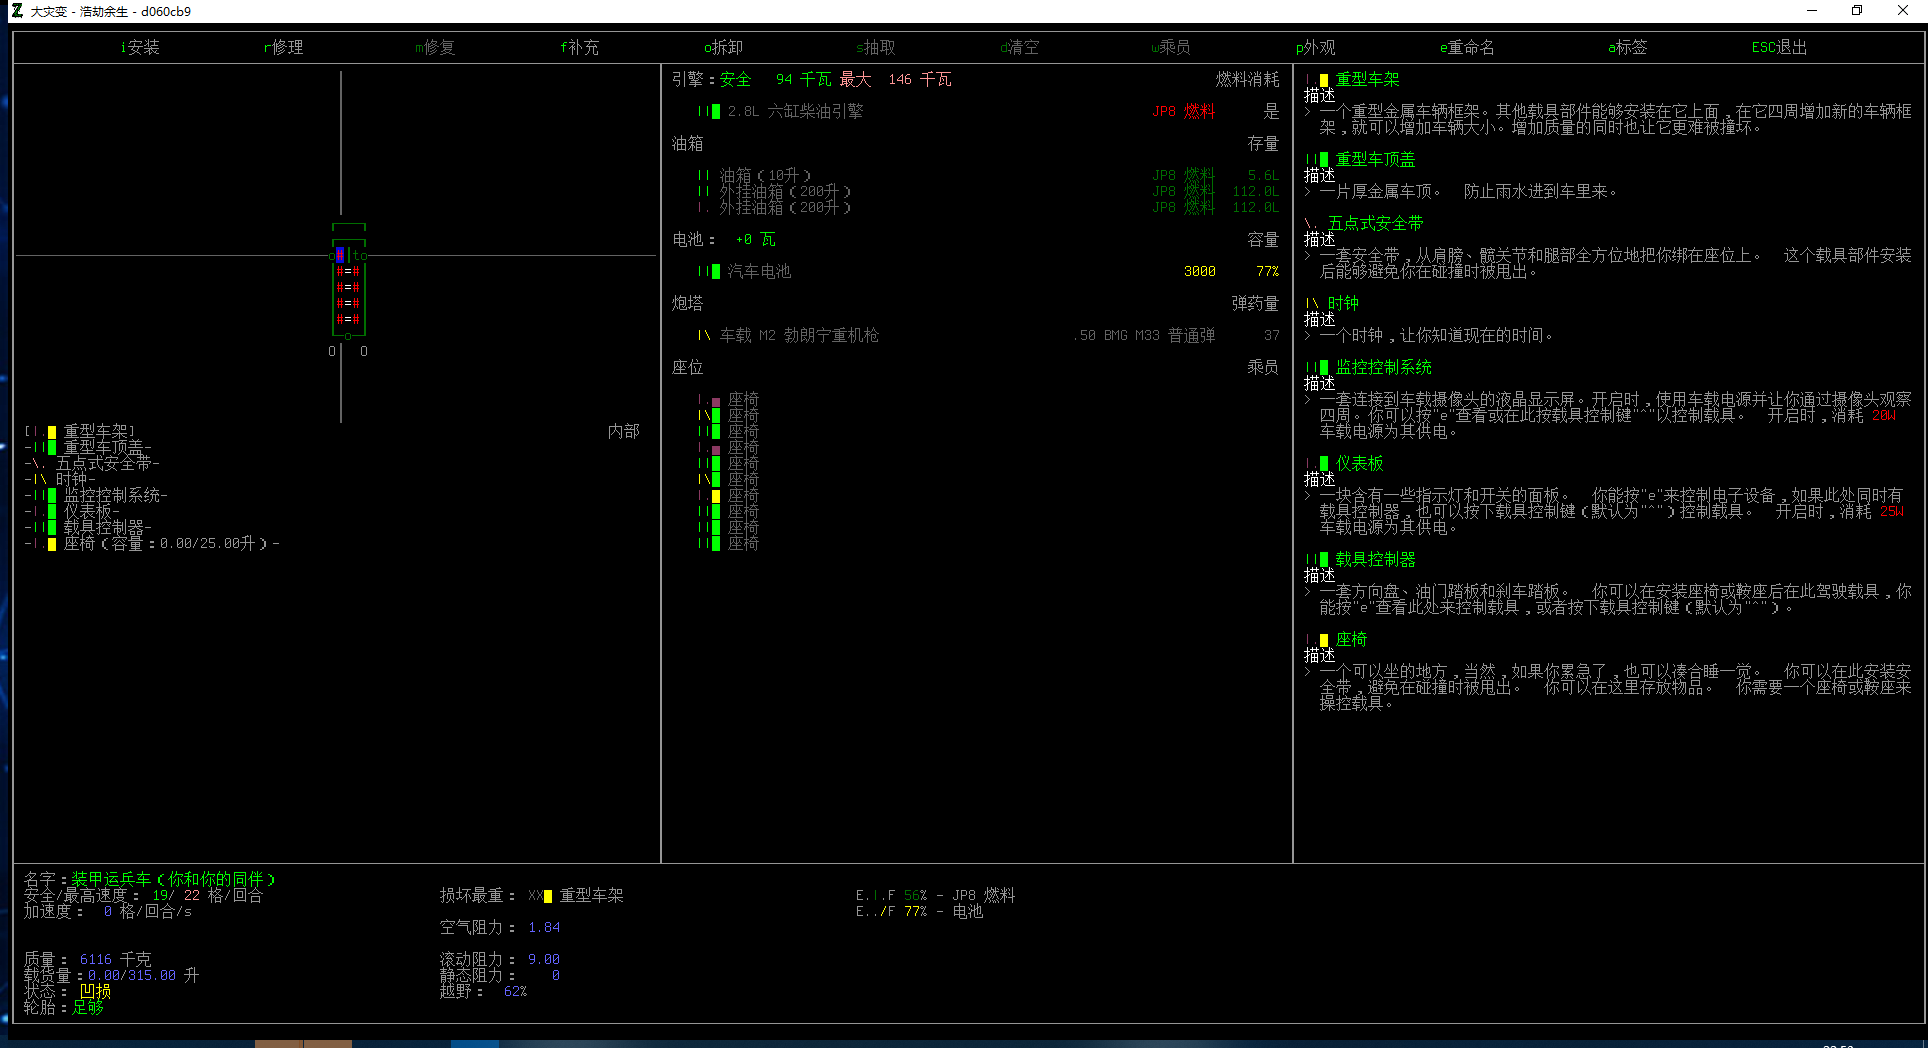 大灾变 - 浩劫余生 - d060cb9
i安装 r修理 m修复 f补充 o拆卸 s抽取 d清空 w乘员 p外观 e重命名 a标签 ESC退出
o#|to
#=#
#=#
#=#
#=#
o
O O
[|.重型车架] 内部
-||重型车顶盖-
-\. 五点式安全带-
-|\ 时钟-
-||监控控制系统-
-|.仪表板-
-||载具控制器-
-|.座椅（容量：0.00/25.00升）-
引擎：安全 94 千瓦 最大 146 千瓦 燃料消耗
||2.8L 六缸柴油引擎 JP8 燃料 是
油箱 存量
|| 油箱（10升） JP8 燃料 5.6L
|| 外挂油箱（200升） JP8 燃料 112.0L
|. 外挂油箱（200升） JP8 燃料 112.0L
电池： +0 瓦 容量
||汽车电池 3000 77%
炮塔 弹药量
|\ 车载 M2 勃朗宁重机枪 .50 BMG M33 普通弹 37
座位 乘员
|.座椅
|\座椅
||座椅
|.座椅
||座椅
|\座椅
|.座椅
||座椅
||座椅
||座椅
|.重型车架
描述
> 一个重型金属车辆框架。其他载具部件能够安装在它上面，在它四周增加新的车辆框
架，就可以增加车辆大小。增加质量的同时也让它更难被撞坏。
||重型车顶盖
描述
> 一片厚金属车顶。 防止雨水进到车里来。
\. 五点式安全带
描述
> 一套安全带，从肩膀、髋关节和腿部全方位地把你绑在座位上。 这个载具部件安装
后能够避免你在碰撞时被甩出。
|\ 时钟
描述
> 一个时钟，让你知道现在的时间。
||监控控制系统
描述
> 一套连接到车载摄像头的液晶显示屏。开启时，使用车载电源并让你通过摄像头观察
四周。你可以按"e"查看或在此按载具控制键"^"以控制载具。 开启时，消耗 20W
车载电源为其供电。
|.仪表板
描述
> 一块含有一些指示灯和开关的面板。 你能按"e"来控制电子设备，如果此处同时有
载具控制器，也可以按下载具控制键（默认为"^"）控制载具。 开启时，消耗 25W
车载电源为其供电。
||载具控制器
描述
> 一套方向盘、油门踏板和刹车踏板。 你可以在安装座椅或鞍座后在此驾驶载具，你
能按"e"查看此处来控制载具，或者按下载具控制键（默认为"^"）。
|.座椅
描述
> 一个可以坐的地方，当然，如果你累急了，也可以凑合睡一觉。 你可以在此安装安
全带，避免在碰撞时被甩出。 你可以在这里存放物品。 你需要一个座椅或鞍座来
操控载具。
名字：装甲运兵车（你和你的同伴）
安全/最高速度： 19/ 22 格/回合 损坏最重： XX重型车架 E.|.F 56% - JP8 燃料
加速度： 0 格/回合/s E../F 77% - 电池
空气阻力： 1.84
质量： 6116 千克 滚动阻力： 9.00
载货量：0.00/315.00 升 静态阻力： 0
状态： 凹损 越野： 62%
轮胎：足够